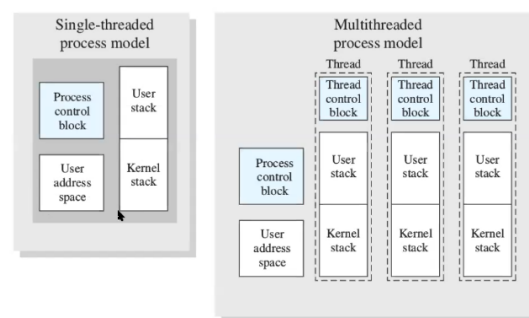 Single-threaded
process model
Process
control
block
User
stack
User
address
space
Kernel
stack
Multithreaded
process model
Thread
Thread
Thread
Thread
control
block
Thread
control
block
Thread
control
block
Process
control
block
User
stack
User
stack
User
stack
User
address
space
Kernel
stack
Kernel
stack
Kernel
stack